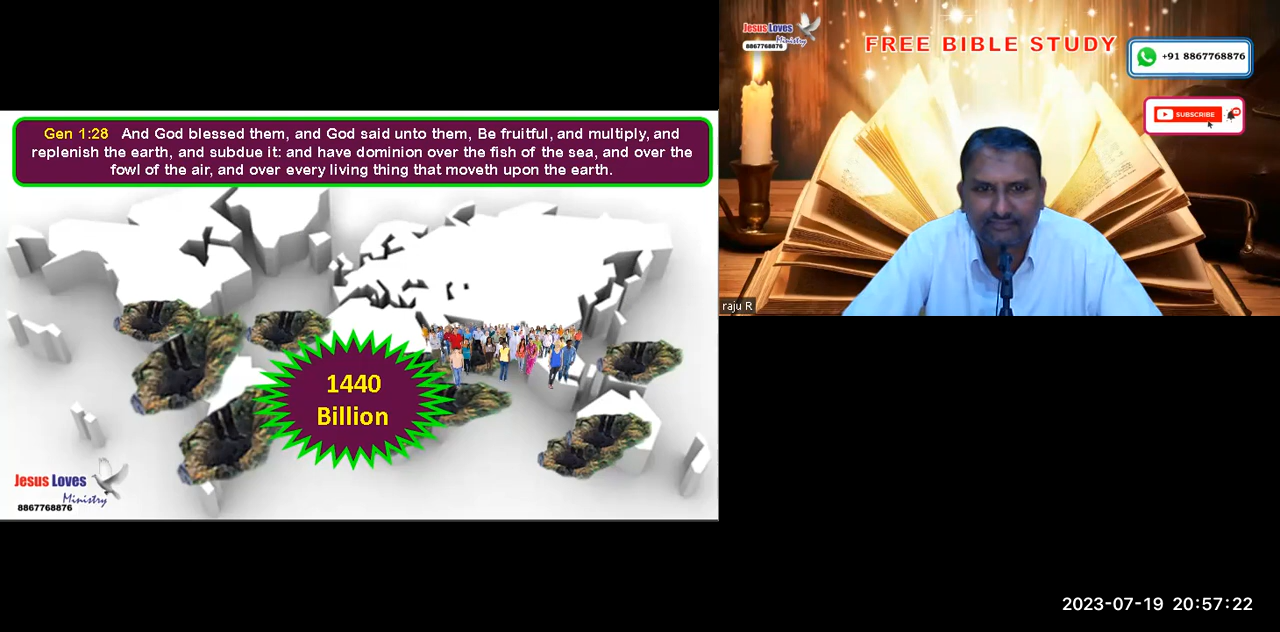 Gen 1:28 And God blessed them, and God said unto them, Be fruitful, and multiply, and
replenish the earth, and subdue it: and have dominion over the fish of the sea, and over the
fowl of the air, and over every living thing that moveth upon the earth.
1440
Billion
Jesus Loves
Ministry
8867768876
Jesus Loves
Ministry
8867768876
FREE BIBLE STUDY
+91 8867768876
SUBSCRIBE
raju R
2023-07-19 20:57:22